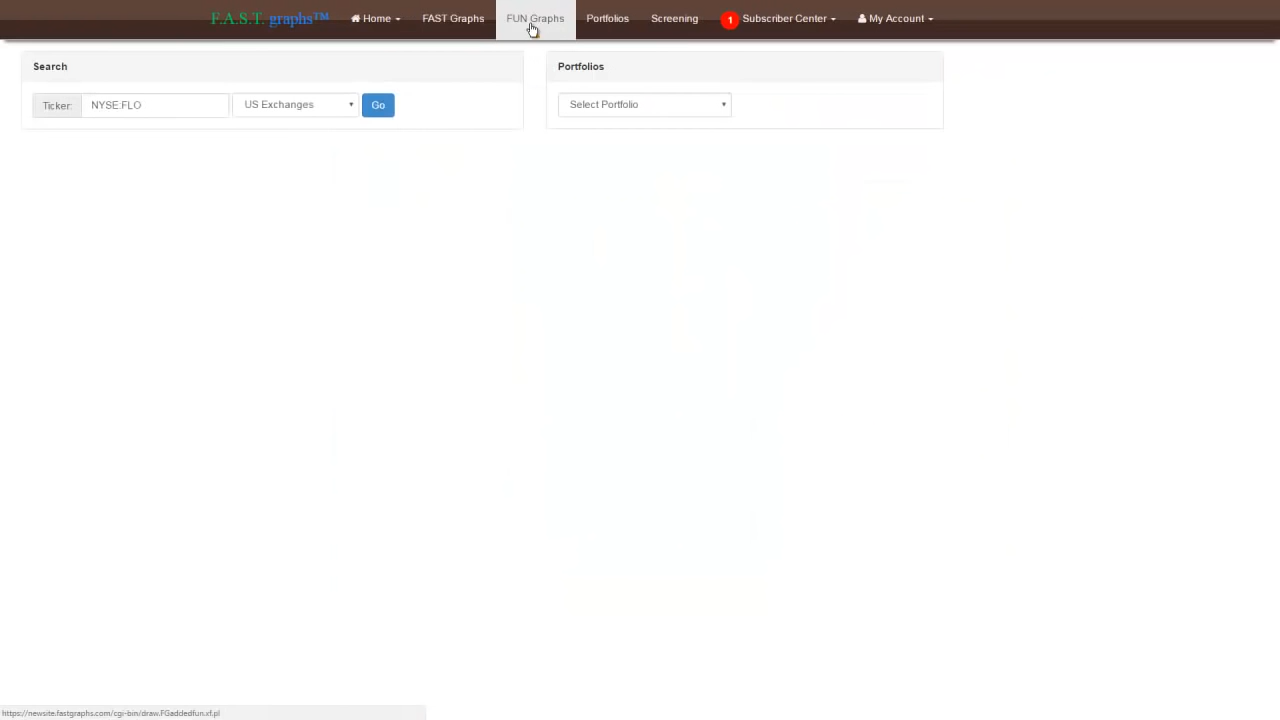 F.A.S.T. graphs™ Home FAST Graphs FUN Graphs Portfolios Screening 1 Subscriber Center My Account
Search
Ticker: NYSE:FLO US Exchanges Go
Portfolios
Select Portfolio
https://newsite.fastgraphs.com/cgi-bin/draw.FGaddedfun.xf.pl